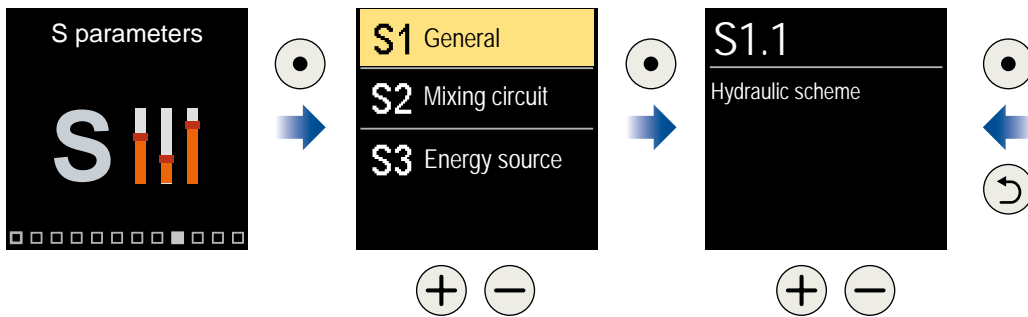 S parameters
S
S1 General
S2 Mixing circuit
S3 Energy source
S1.1
Hydraulic scheme